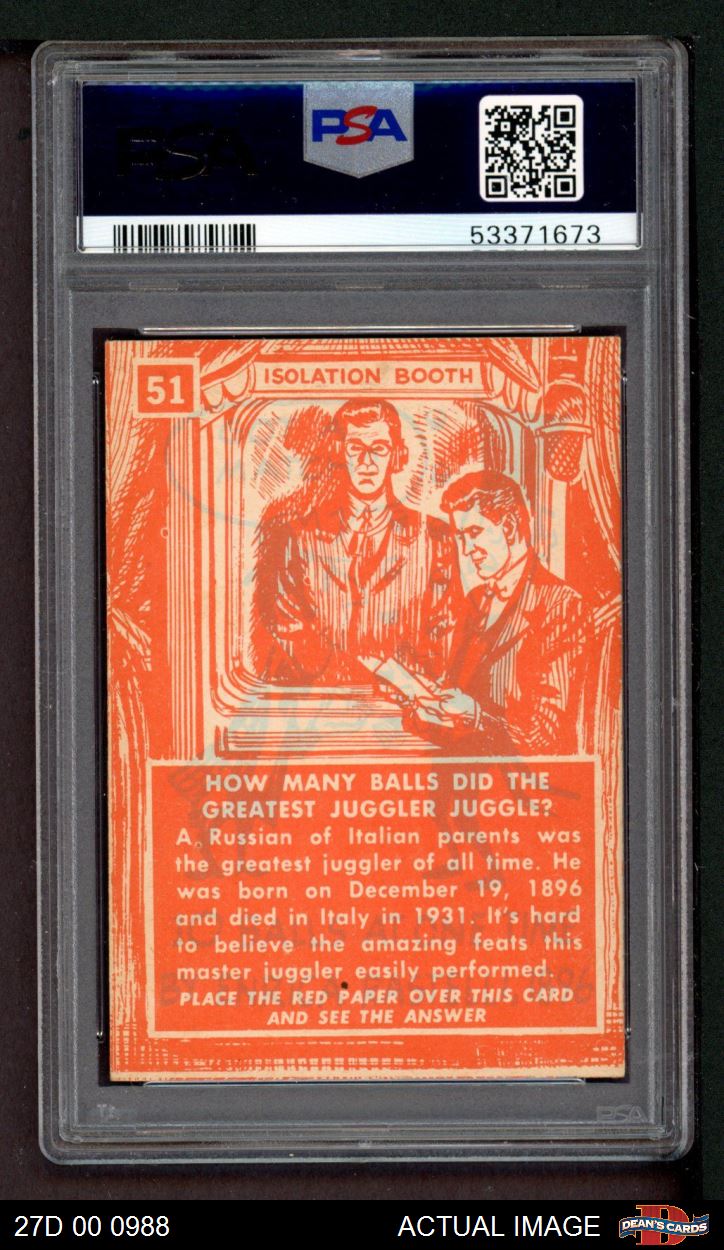 PSA
PSA
53371673
51
ISOLATION BOOTH
HOW MANY BALLS DID THE
GREATEST JUGGLER JUGGLE?
A Russian of Italian parents was
the greatest juggler of all time. He
was born on December 19, 1896
and died in Italy in 1931. It's hard
to believe the amazing feats this
master juggler easily performed.
PLACE THE RED PAPER OVER THIS CARD
AND SEE THE ANSWER
PSA
27D 00 0988
ACTUAL IMAGE
DEAN'S CARDS